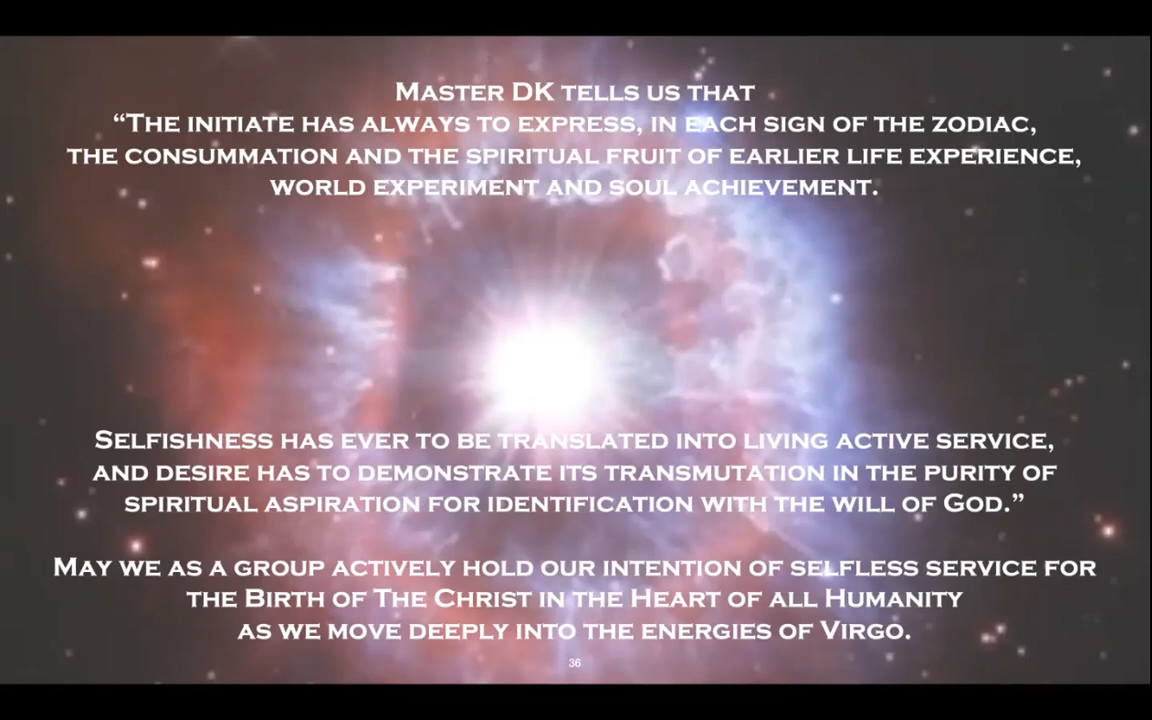 Master DK tells us that
“The initiate has always to express, in each sign of the zodiac,
the consummation and the spiritual fruit of earlier life experience,
world experiment and soul achievement.
Selfishness has ever to be translated into living active service,
and desire has to demonstrate its transmutation in the purity of
spiritual aspiration for identification with the will of God.”
May we as a group actively hold our intention of selfless service for
the Birth of The Christ in the Heart of all Humanity
as we move deeply into the energies of Virgo.
36